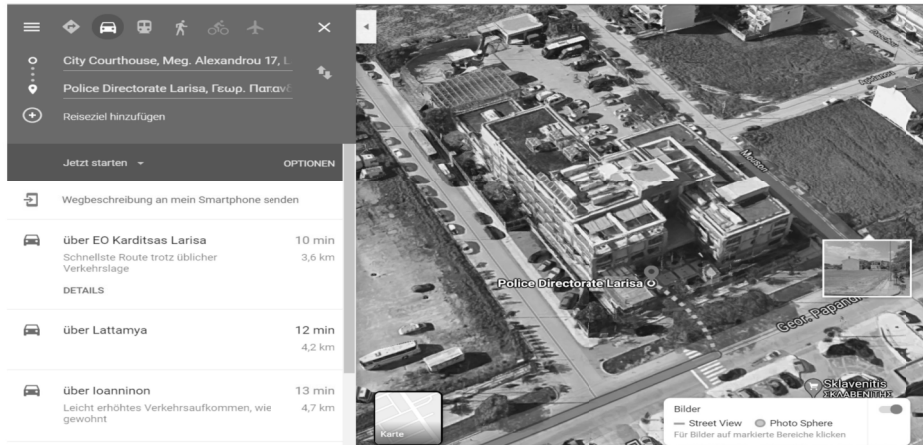 City Courthouse, Meg. Alexandrou 17, L
Police Directorate Larisa, Γεωρ. Παπανδ
Reiseziel hinzufügen
Jetzt starten
OPTIONEN
Wegbeschreibung an mein Smartphone senden
über EO Karditsas Larisa 10 min
Schnellste Route trotz üblicher 3,6 km
Verkehrslage
DETAILS
über Lattamya 12 min
4,2 km
über Ioanninon 13 min
Leicht erhöhtes Verkehrsaufkommen, wie 4,7 km
gewohnt
Mouson
Police Directorate Larisa
Geor. Papand
Sklavenitis
ΣΚΛΑΒΕΝΙΤΗΣ
Karte
Bilder
Street View Photo Sphere
Für Bilder auf markierte Bereiche klicken